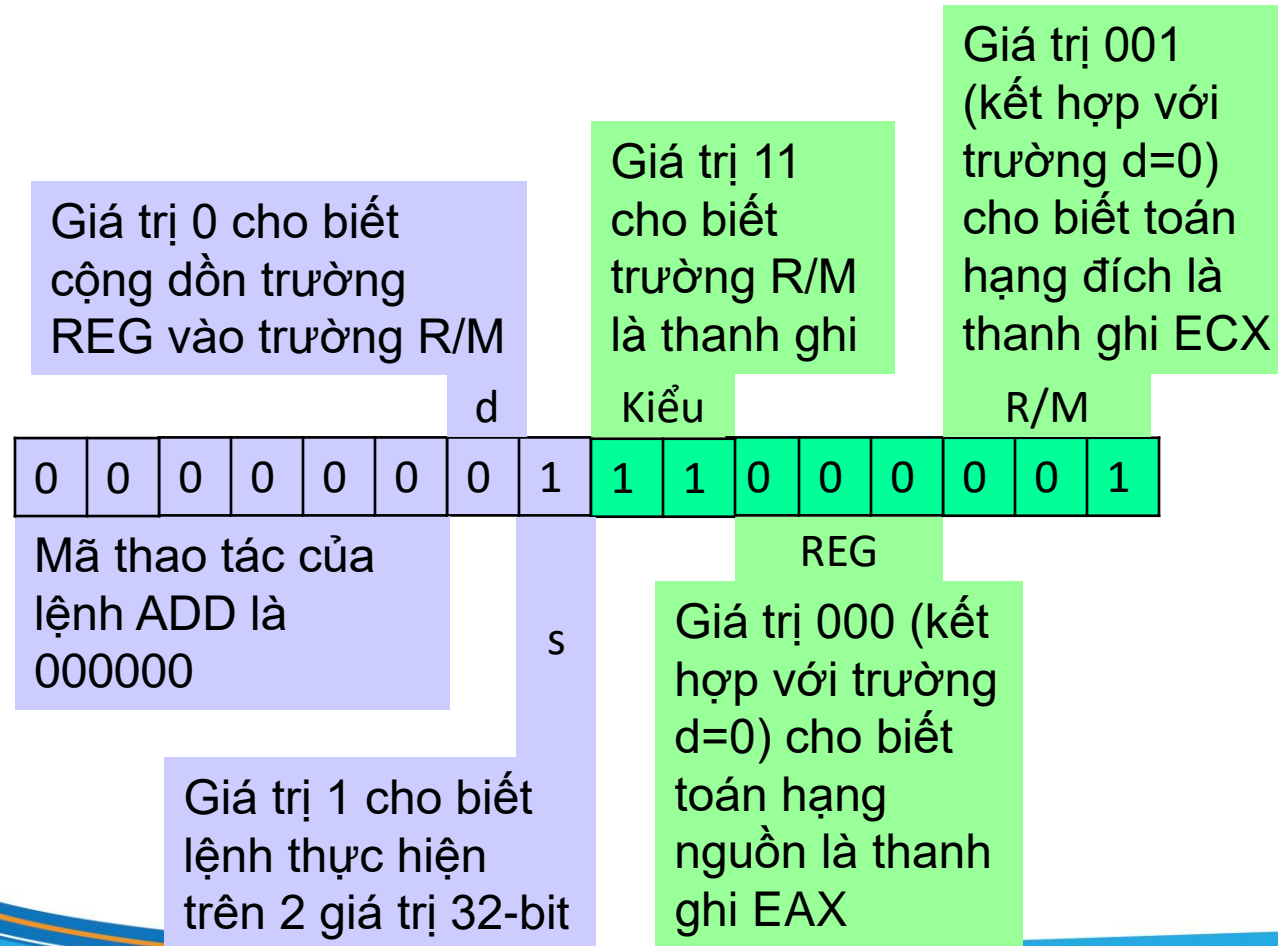 Giá trị 001
(kết hợp với
trường d=0)
cho biết toán
hạng đích là
thanh ghi ECX
Giá trị 11
cho biết
trường R/M
là thanh ghi
Giá trị 0 cho biết
cộng dồn trường
REG vào trường R/M
d Kiểu R/M
0 0 0 0 0 0 0 1 1 1 0 0 0 0 0 1
Mã thao tác của
lệnh ADD là
000000
s
REG
Giá trị 000 (kết
hợp với trường
d=0) cho biết
toán hạng
nguồn là thanh
ghi EAX
Giá trị 1 cho biết
lệnh thực hiện
trên 2 giá trị 32-bit